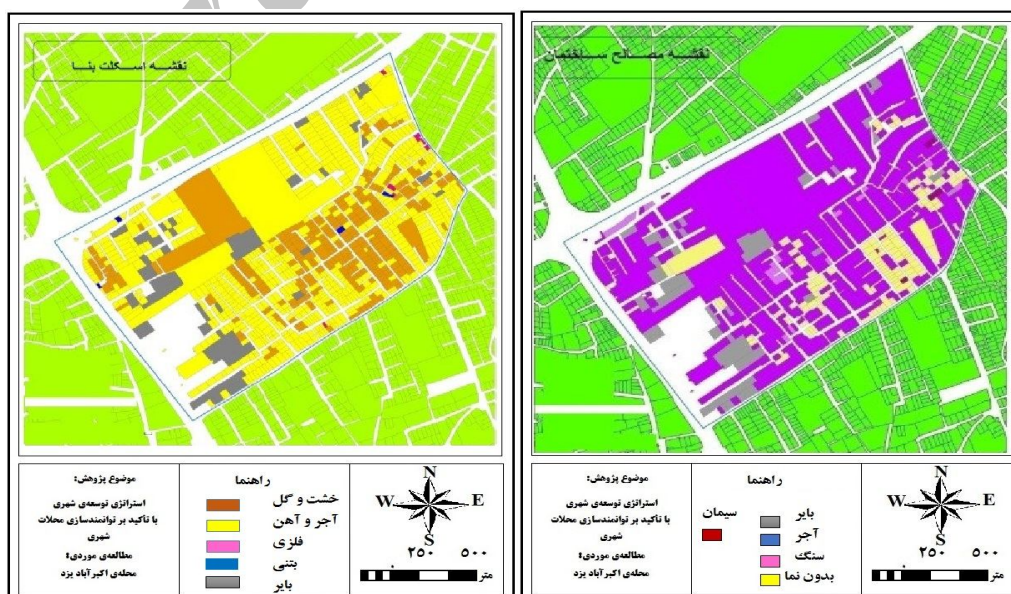 نقشه مصالح ساختمان
موضوع پژوهش:
استراتژی توسعه‌ی شهری
با تأکید بر توانمندسازی محلات
شهری
مطالعه‌ی موردی:
محله‌ی اکبرآباد یزد
راهنما
بایر
آجر
سنگ
بدون نما
سیمان
N
W
E
S
۲۵۰ ۵۰۰
متر
نقشه اسکلت بنا
موضوع پژوهش:
استراتژی توسعه‌ی شهری
با تأکید بر توانمندسازی محلات
شهری
مطالعه‌ی موردی:
محله‌ی اکبرآباد یزد
راهنما
خشت و گل
آجر و آهن
فلزی
بتنی
بایر
N
W
E
S
۲۵۰ ۵۰۰
متر